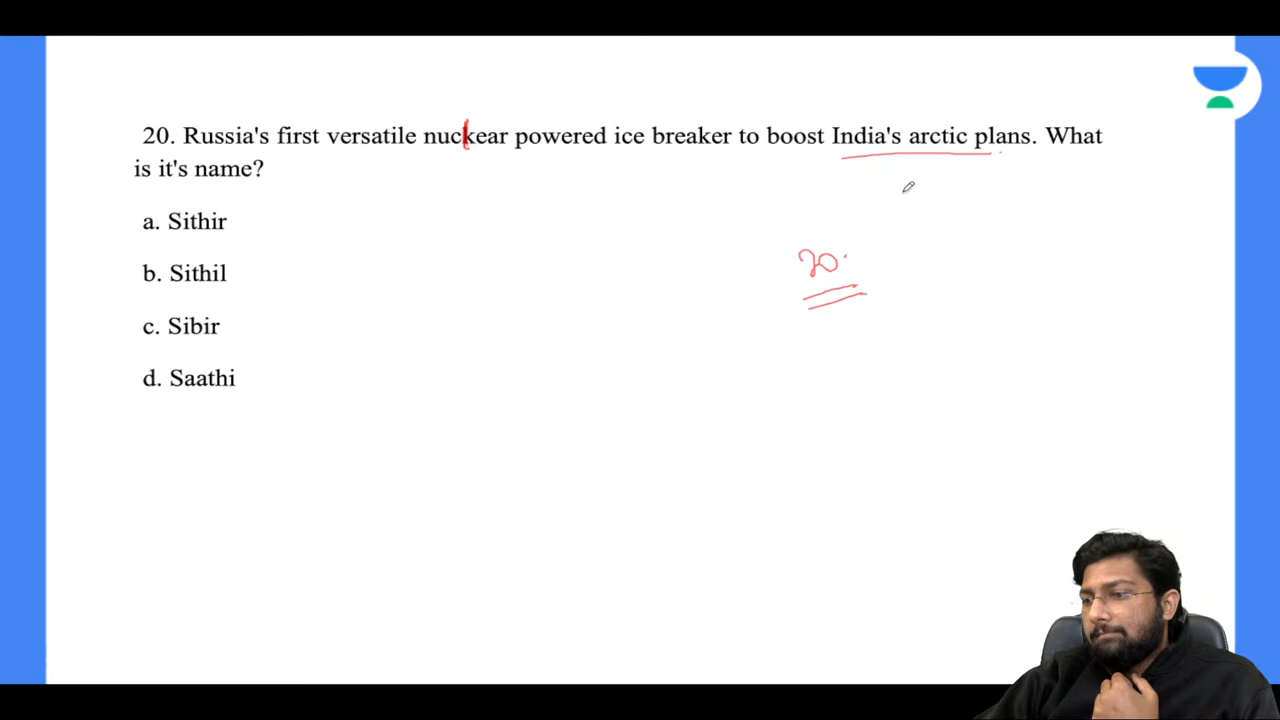 20. Russia's first versatile nuckear powered ice breaker to boost India's arctic plans. What
is it's name?
a. Sithir
20.
b. Sithil
c. Sibir
d. Saathi